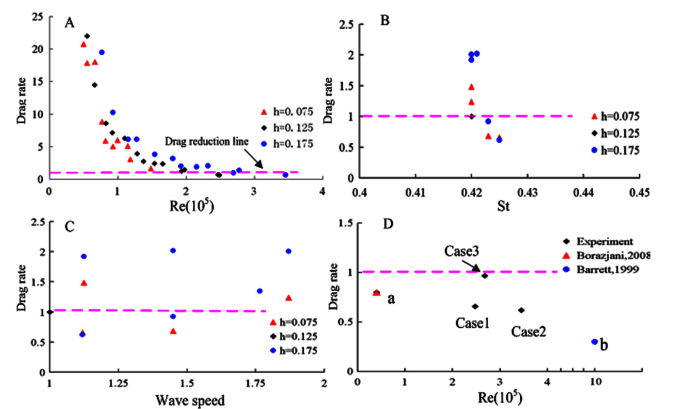 A
Drag rate
25
20
15
10
5
0
0 1 2 3 4
Re(10⁵)
h=0. 075
h=0.125
h=0.175
Drag reduction line
B
Drag rate
2.5
2
1.5
1
0.5
0
0.4 0.41 0.42 0.43 0.44 0.45
St
h=0.075
h=0.125
h=0.175
C
Drag rate
2.5
2
1.5
1
0.5
0
1 1.25 1.5 1.75 2
Wave speed
h=0.075
h=0.125
h=0.175
D
Drag rate
1.5
1
0.5
0
0 1 2 3 4 10
Re(10⁵)
Experiment
Borazjani,2008
Barrett,1999
Case3
a
Case1
Case2
b